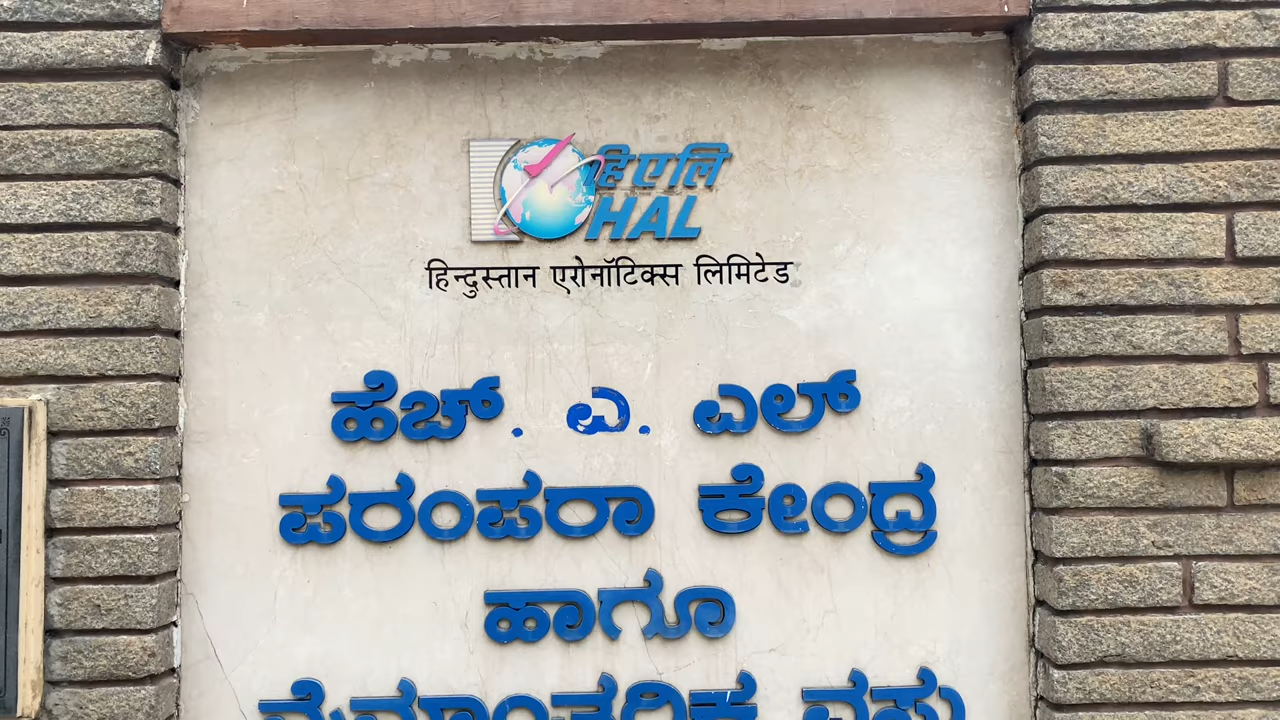 हिएलि
HAL
हिन्दुस्तान एरोनॉटिक्स लिमिटेड
ಹೆಚ್. ಎ. ಎಲ್
ಪರಂಪರಾ ಕೇಂದ್ರ
ಹಾಗೂ